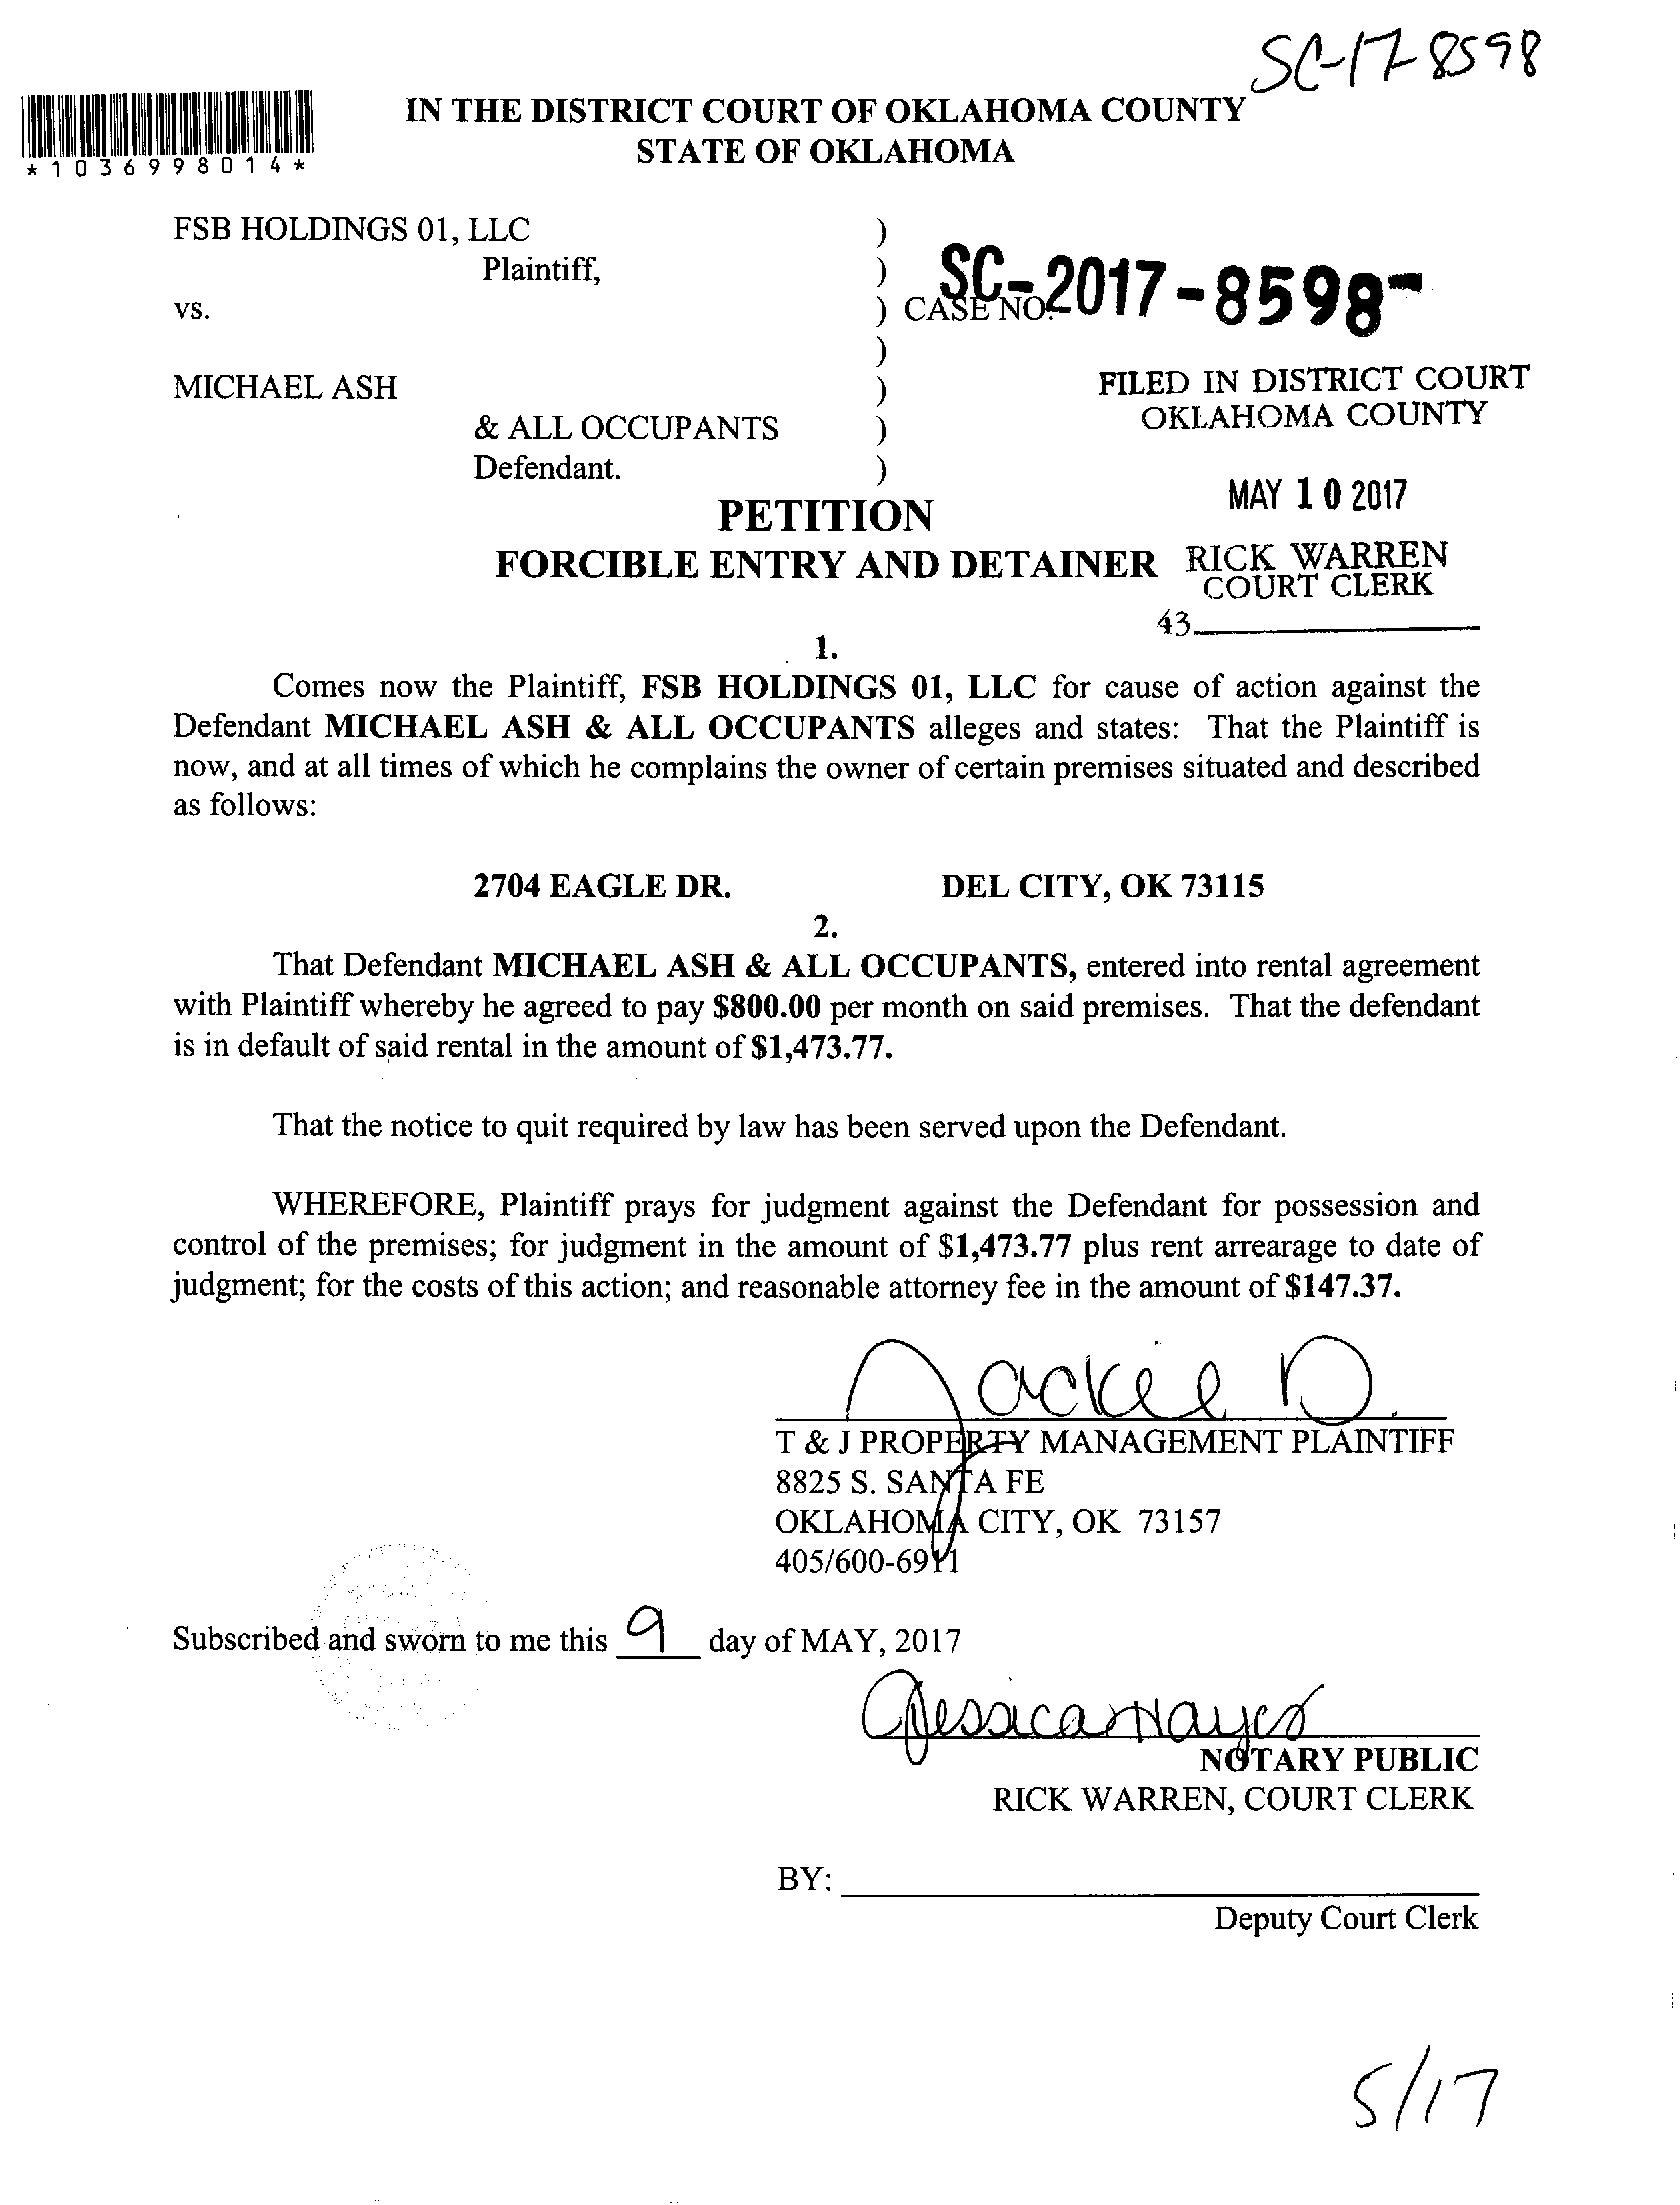 SC-17-8598
*1036998014*
IN THE DISTRICT COURT OF OKLAHOMA COUNTY
STATE OF OKLAHOMA
FSB HOLDINGS 01, LLC )
Plaintiff, )
vs. ) CASE NO. SC-2017-8598-
)
MICHAEL ASH )
& ALL OCCUPANTS )
Defendant. )
FILED IN DISTRICT COURT
OKLAHOMA COUNTY
MAY 10 2017
RICK WARREN
COURT CLERK
43
PETITION
FORCIBLE ENTRY AND DETAINER
1.
Comes now the Plaintiff, FSB HOLDINGS 01, LLC for cause of action against the
Defendant MICHAEL ASH & ALL OCCUPANTS alleges and states: That the Plaintiff is
now, and at all times of which he complains the owner of certain premises situated and described
as follows:
2704 EAGLE DR. DEL CITY, OK 73115
2.
That Defendant MICHAEL ASH & ALL OCCUPANTS, entered into rental agreement
with Plaintiff whereby he agreed to pay $800.00 per month on said premises. That the defendant
is in default of said rental in the amount of $1,473.77.
That the notice to quit required by law has been served upon the Defendant.
WHEREFORE, Plaintiff prays for judgment against the Defendant for possession and
control of the premises; for judgment in the amount of $1,473.77 plus rent arrearage to date of
judgment; for the costs of this action; and reasonable attorney fee in the amount of $147.37.
Jackie D.
T & J PROPERTY MANAGEMENT PLAINTIFF
8825 S. SANTA FE
OKLAHOMA CITY, OK 73157
405/600-6911
Subscribed and sworn to me this 9 day of MAY, 2017
Jessica Hayes
NOTARY PUBLIC
RICK WARREN, COURT CLERK
BY:
Deputy Court Clerk
5/17